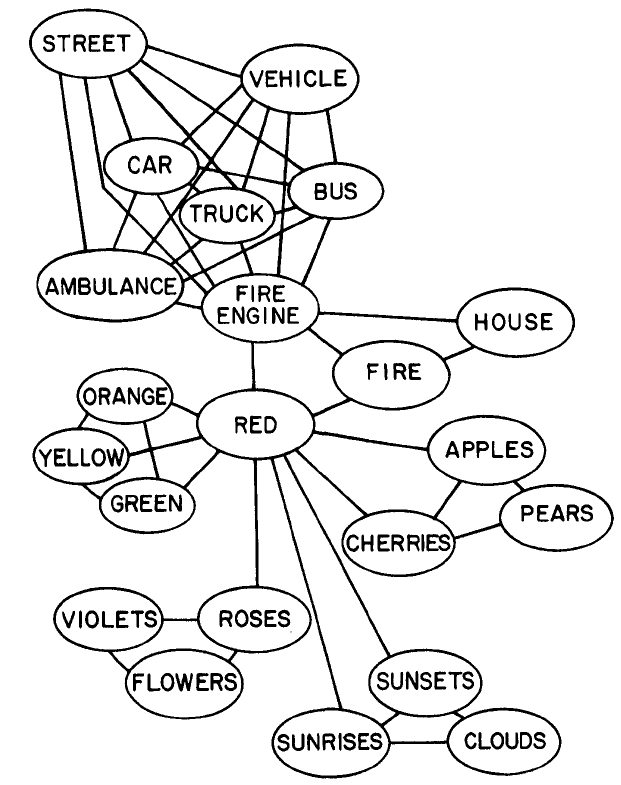 STREET
VEHICLE
CAR
BUS
TRUCK
AMBULANCE
FIRE
ENGINE
HOUSE
FIRE
ORANGE
RED
YELLOW
APPLES
GREEN
PEARS
CHERRIES
VIOLETS
ROSES
FLOWERS
SUNSETS
SUNRISES
CLOUDS